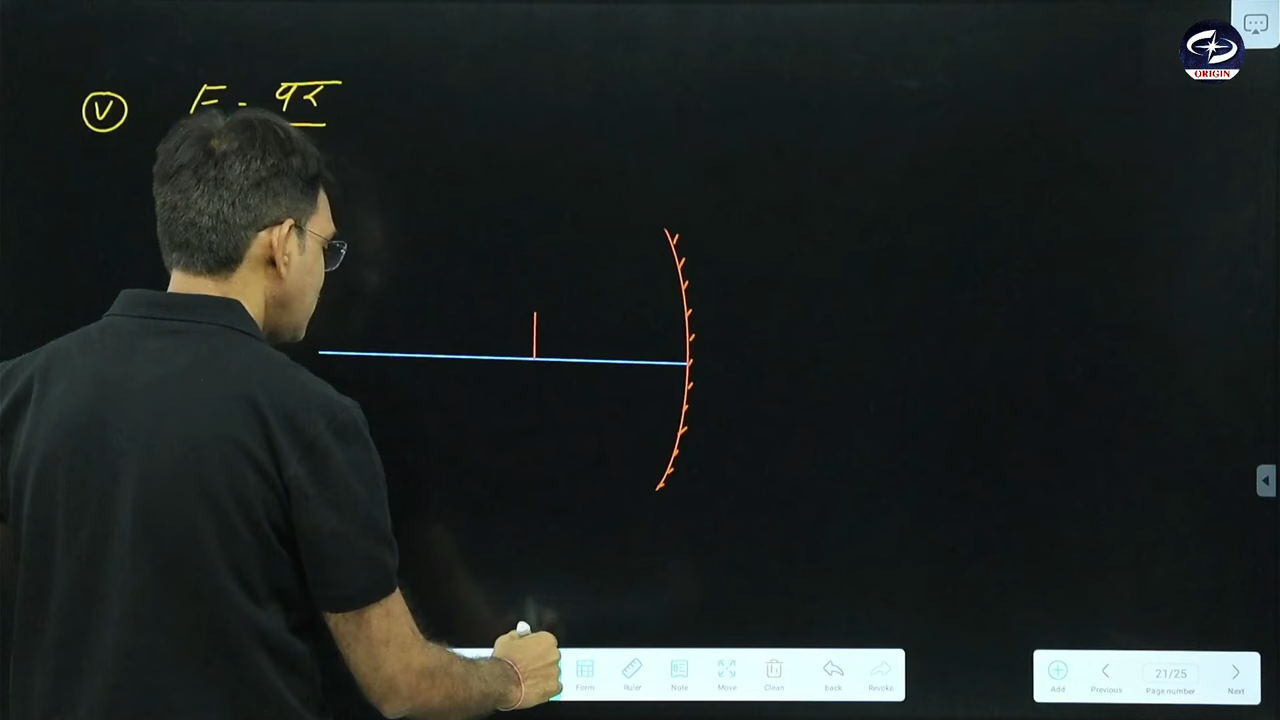 V F - पर
ORIGIN
Form Ruler Note Move Clean back Revoke
Add Previous 21/25 Page number Next